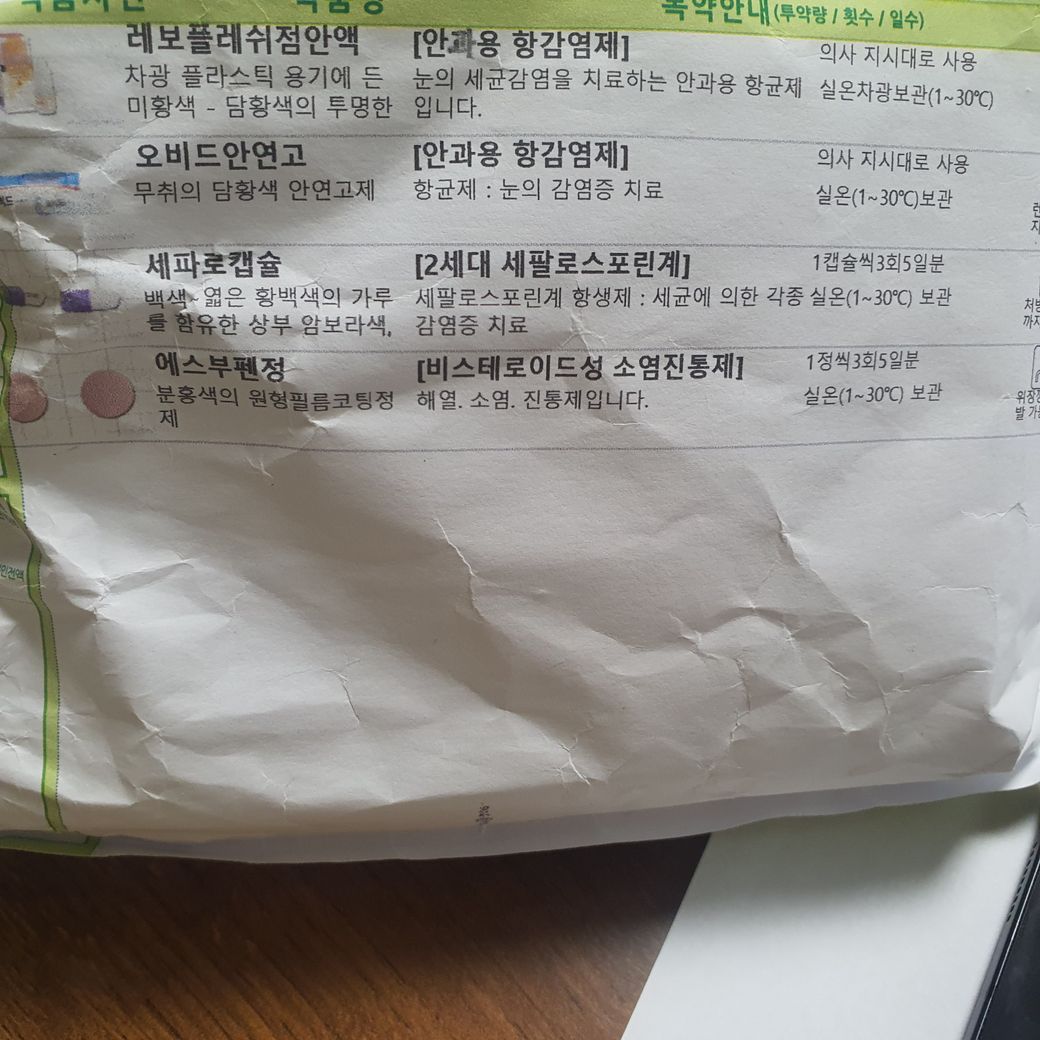 복약안내(투약량 / 횟수 / 일수)
레보플레쉬점안액 [안과용 항감염제] 의사 지시대로 사용
차광 플라스틱 용기에 든 눈의 세균감염을 치료하는 안과용 항균제 실온차광보관(1~30℃)
미황색 - 담황색의 투명한 입니다.
오비드안연고 [안과용 항감염제] 의사 지시대로 사용
무취의 담황색 안연고제 항균제 : 눈의 감염증 치료 실온(1~30℃)보관
세파로캡슐 [2세대 세팔로스포린계] 1캡슐씩3회5일분
백색~엷은 황백색의 가루 세팔로스포린계 항생제 : 세균에 의한 각종 실온(1~30℃) 보관
를 함유한 상부 암보라색, 감염증 치료
에스부펜정 [비스테로이드성 소염진통제] 1정씩3회5일분
분홍색의 원형필름코팅정 해열. 소염. 진통제입니다. 실온(1~30℃) 보관
제